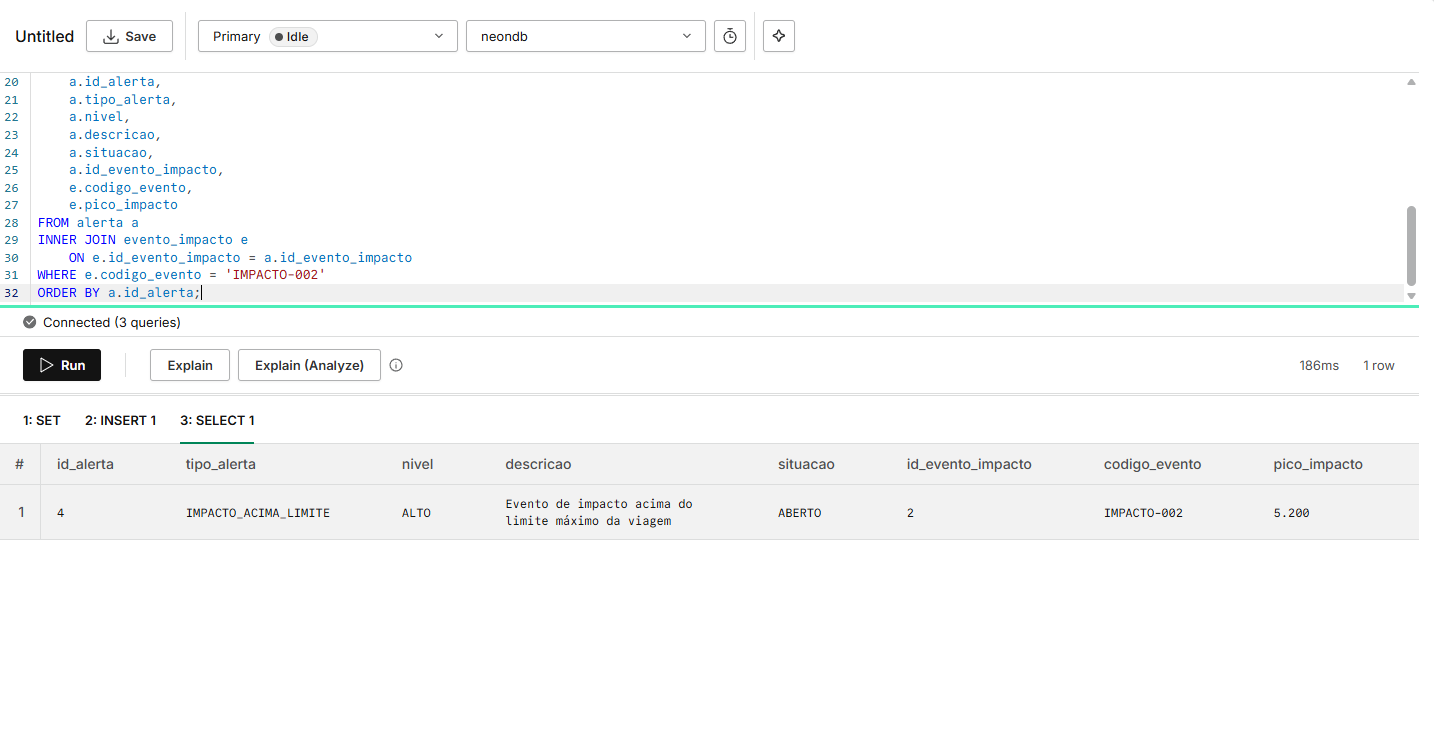 Untitled Save Primary Idle neondb
20 a.id_alerta,
21 a.tipo_alerta,
22 a.nivel,
23 a.descricao,
24 a.situacao,
25 a.id_evento_impacto,
26 e.codigo_evento,
27 e.pico_impacto
28 FROM alerta a
29 INNER JOIN evento_impacto e
30 ON e.id_evento_impacto = a.id_evento_impacto
31 WHERE e.codigo_evento = 'IMPACTO-002'
32 ORDER BY a.id_alerta;
Connected (3 queries)
Run Explain Explain (Analyze) 186ms 1 row
1: SET 2: INSERT 1 3: SELECT 1
# id_alerta tipo_alerta nivel descricao situacao id_evento_impacto codigo_evento pico_impacto
1 4 IMPACTO_ACIMA_LIMITE ALTO Evento de impacto acima do ABERTO 2 IMPACTO-002 5.200
limite máximo da viagem